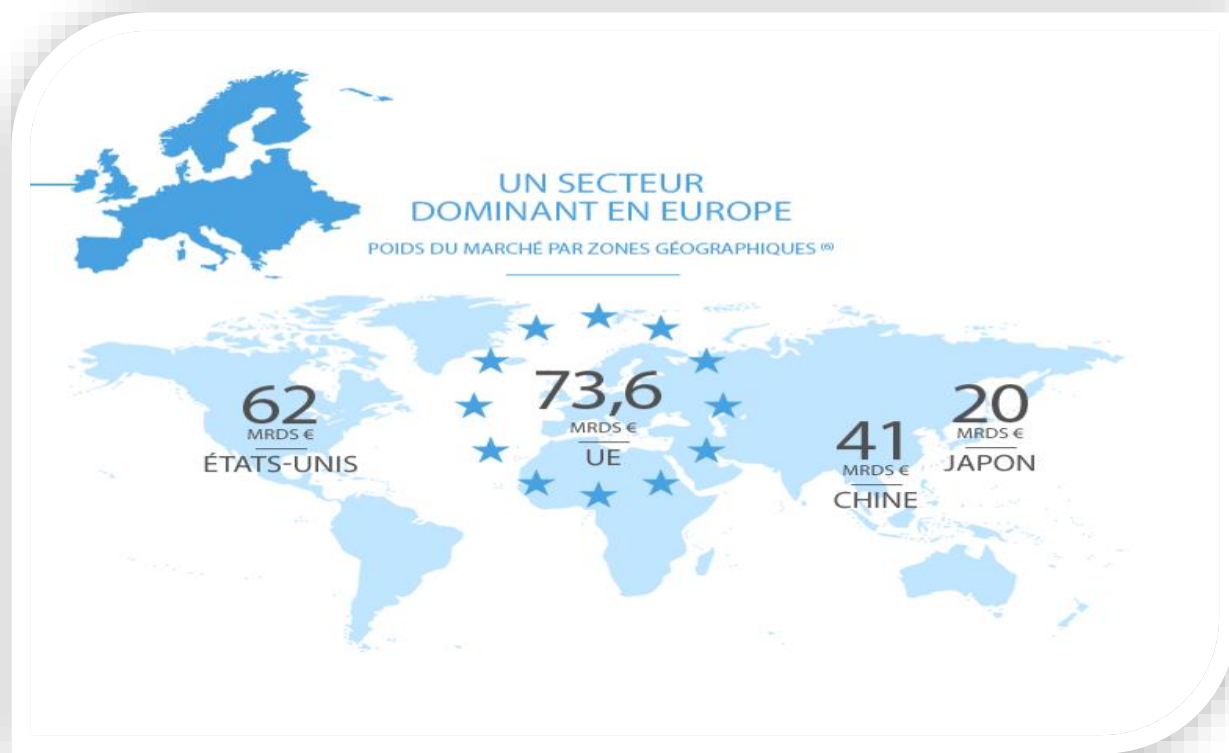 UN SECTEUR
DOMINANT EN EUROPE
POIDS DU MARCHÉ PAR ZONES GÉOGRAPHIQUES (6)
62
MRDS €
ÉTATS-UNIS
73,6
MRDS €
UE
41
MRDS €
CHINE
20
MRDS €
JAPON